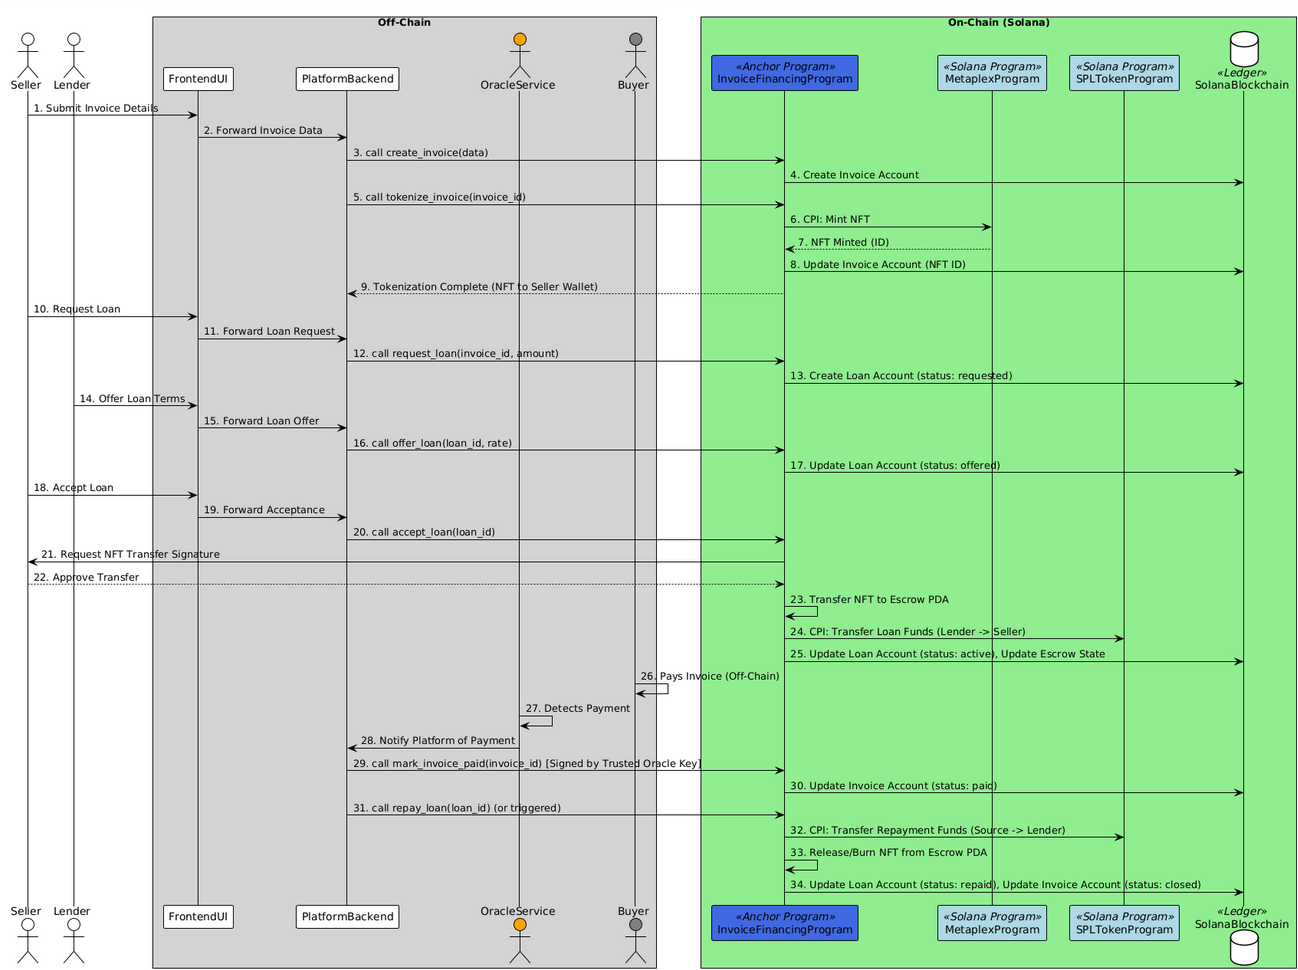 Off-Chain
On-Chain (Solana)
Seller
Lender
FrontendUI
PlatformBackend
OracleService
Buyer
«Anchor Program»
InvoiceFinancingProgram
«Solana Program»
MetaplexProgram
«Solana Program»
SPLTokenProgram
«Ledger»
SolanaBlockchain
1. Submit Invoice Details
2. Forward Invoice Data
3. call create_invoice(data)
4. Create Invoice Account
5. call tokenize_invoice(invoice_id)
6. CPI: Mint NFT
7. NFT Minted (ID)
8. Update Invoice Account (NFT ID)
9. Tokenization Complete (NFT to Seller Wallet)
10. Request Loan
11. Forward Loan Request
12. call request_loan(invoice_id, amount)
13. Create Loan Account (status: requested)
14. Offer Loan Terms
15. Forward Loan Offer
16. call offer_loan(loan_id, rate)
17. Update Loan Account (status: offered)
18. Accept Loan
19. Forward Acceptance
20. call accept_loan(loan_id)
21. Request NFT Transfer Signature
22. Approve Transfer
23. Transfer NFT to Escrow PDA
24. CPI: Transfer Loan Funds (Lender -> Seller)
25. Update Loan Account (status: active), Update Escrow State
26. Pays Invoice (Off-Chain)
27. Detects Payment
28. Notify Platform of Payment
29. call mark_invoice_paid(invoice_id) [Signed by Trusted Oracle Key]
30. Update Invoice Account (status: paid)
31. call repay_loan(loan_id) (or triggered)
32. CPI: Transfer Repayment Funds (Source -> Lender)
33. Release/Burn NFT from Escrow PDA
34. Update Loan Account (status: repaid), Update Invoice Account (status: closed)
Seller
Lender
FrontendUI
PlatformBackend
OracleService
Buyer
«Anchor Program»
InvoiceFinancingProgram
«Solana Program»
MetaplexProgram
«Solana Program»
SPLTokenProgram
«Ledger»
SolanaBlockchain